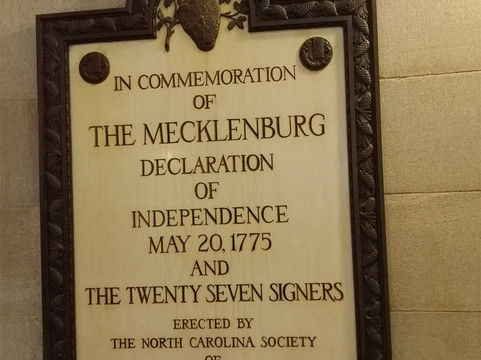 IN COMMEMORATION
OF
THE MECKLENBURG
DECLARATION
OF
INDEPENDENCE
MAY 20, 1775
AND
THE TWENTY SEVEN SIGNERS
ERECTED BY
THE NORTH CAROLINA SOCIETY
OF